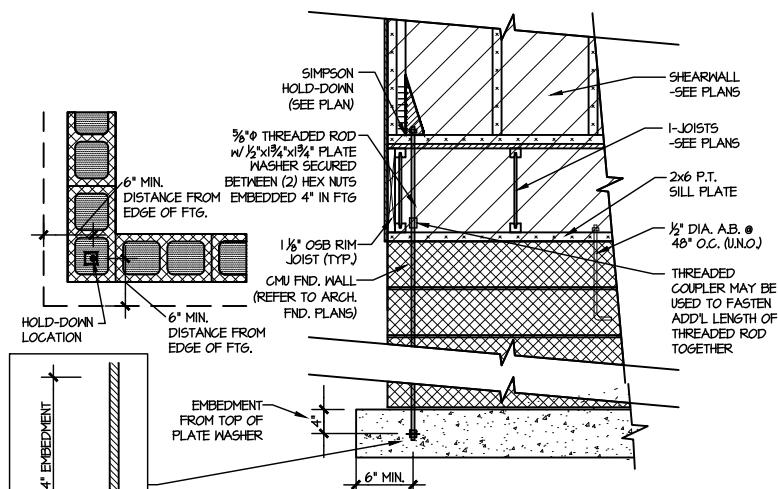 SIMPSON
HOLD-DOWN
(SEE PLAN)
5/8"Φ THREADED ROD
W/ 1/2"x1 3/4"x1 3/4" PLATE
WASHER SECURED
BETWEEN (2) HEX NUTS
EMBEDDED 4" IN FTG
1 1/8" OSB RIM
JOIST (TYP.)
CMU FND. WALL
(REFER TO ARCH.
FND. PLANS)
SHEARWALL
-SEE PLANS
I-JOISTS
-SEE PLANS
2x6 P.T.
SILL PLATE
1/2" DIA. A.B. @
48" O.C. (U.N.O.)
THREADED
COUPLER MAY BE
USED TO FASTEN
ADD'L LENGTH OF
THREADED ROD
TOGETHER
6" MIN.
DISTANCE FROM
EDGE OF FTG.
HOLD-DOWN
LOCATION
6" MIN.
DISTANCE FROM
EDGE OF FTG.
EMBEDMENT
FROM TOP OF
PLATE WASHER
4"
4" EMBEDMENT
6" MIN.